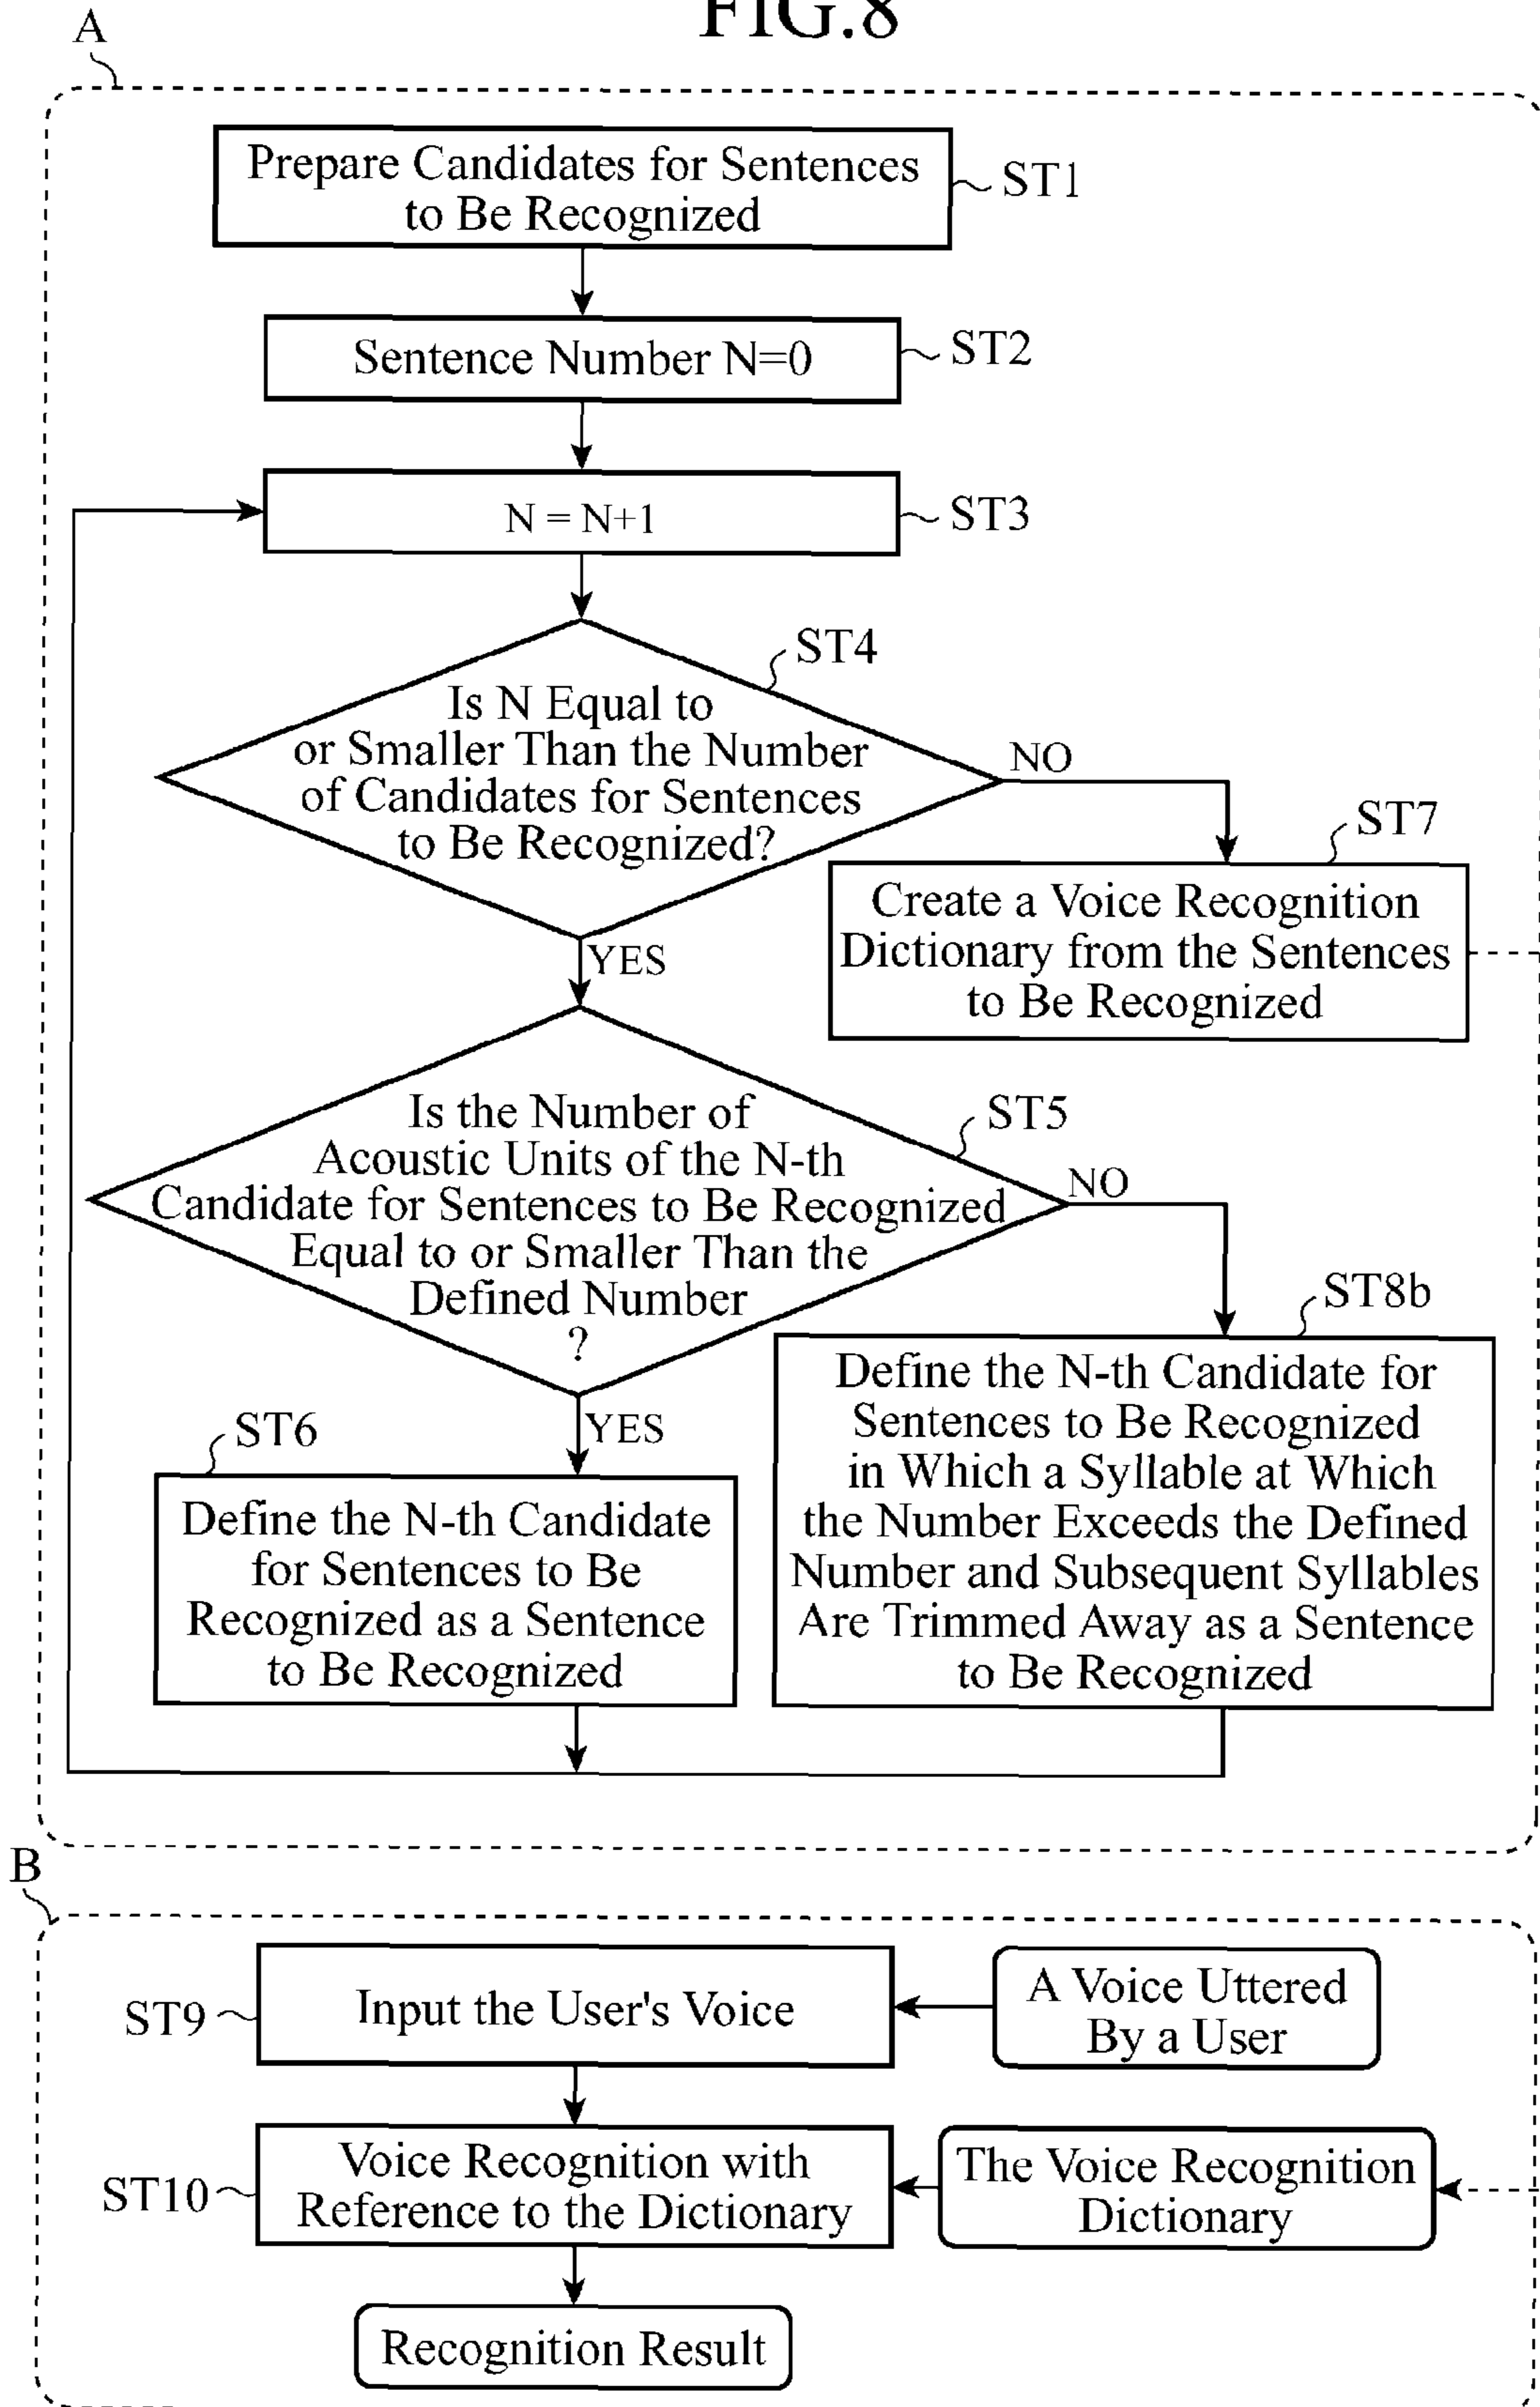 FIG.8
A
Prepare Candidates for Sentences
to Be Recognized
ST1
Sentence Number N=0
ST2
N = N+1
ST3
ST4
Is N Equal to
or Smaller Than the Number
of Candidates for Sentences
to Be Recognized?
NO
YES
ST7
Create a Voice Recognition
Dictionary from the Sentences
to Be Recognized
ST5
Is the Number of
Acoustic Units of the N-th
Candidate for Sentences to Be Recognized
Equal to or Smaller Than the
Defined Number
?
NO
YES
ST6
Define the N-th Candidate
for Sentences to Be
Recognized as a Sentence
to Be Recognized
ST8b
Define the N-th Candidate for
Sentences to Be Recognized
in Which a Syllable at Which
the Number Exceeds the Defined
Number and Subsequent Syllables
Are Trimmed Away as a Sentence
to Be Recognized
B
ST9
Input the User's Voice
A Voice Uttered
By a User
ST10
Voice Recognition with
Reference to the Dictionary
The Voice Recognition
Dictionary
Recognition Result